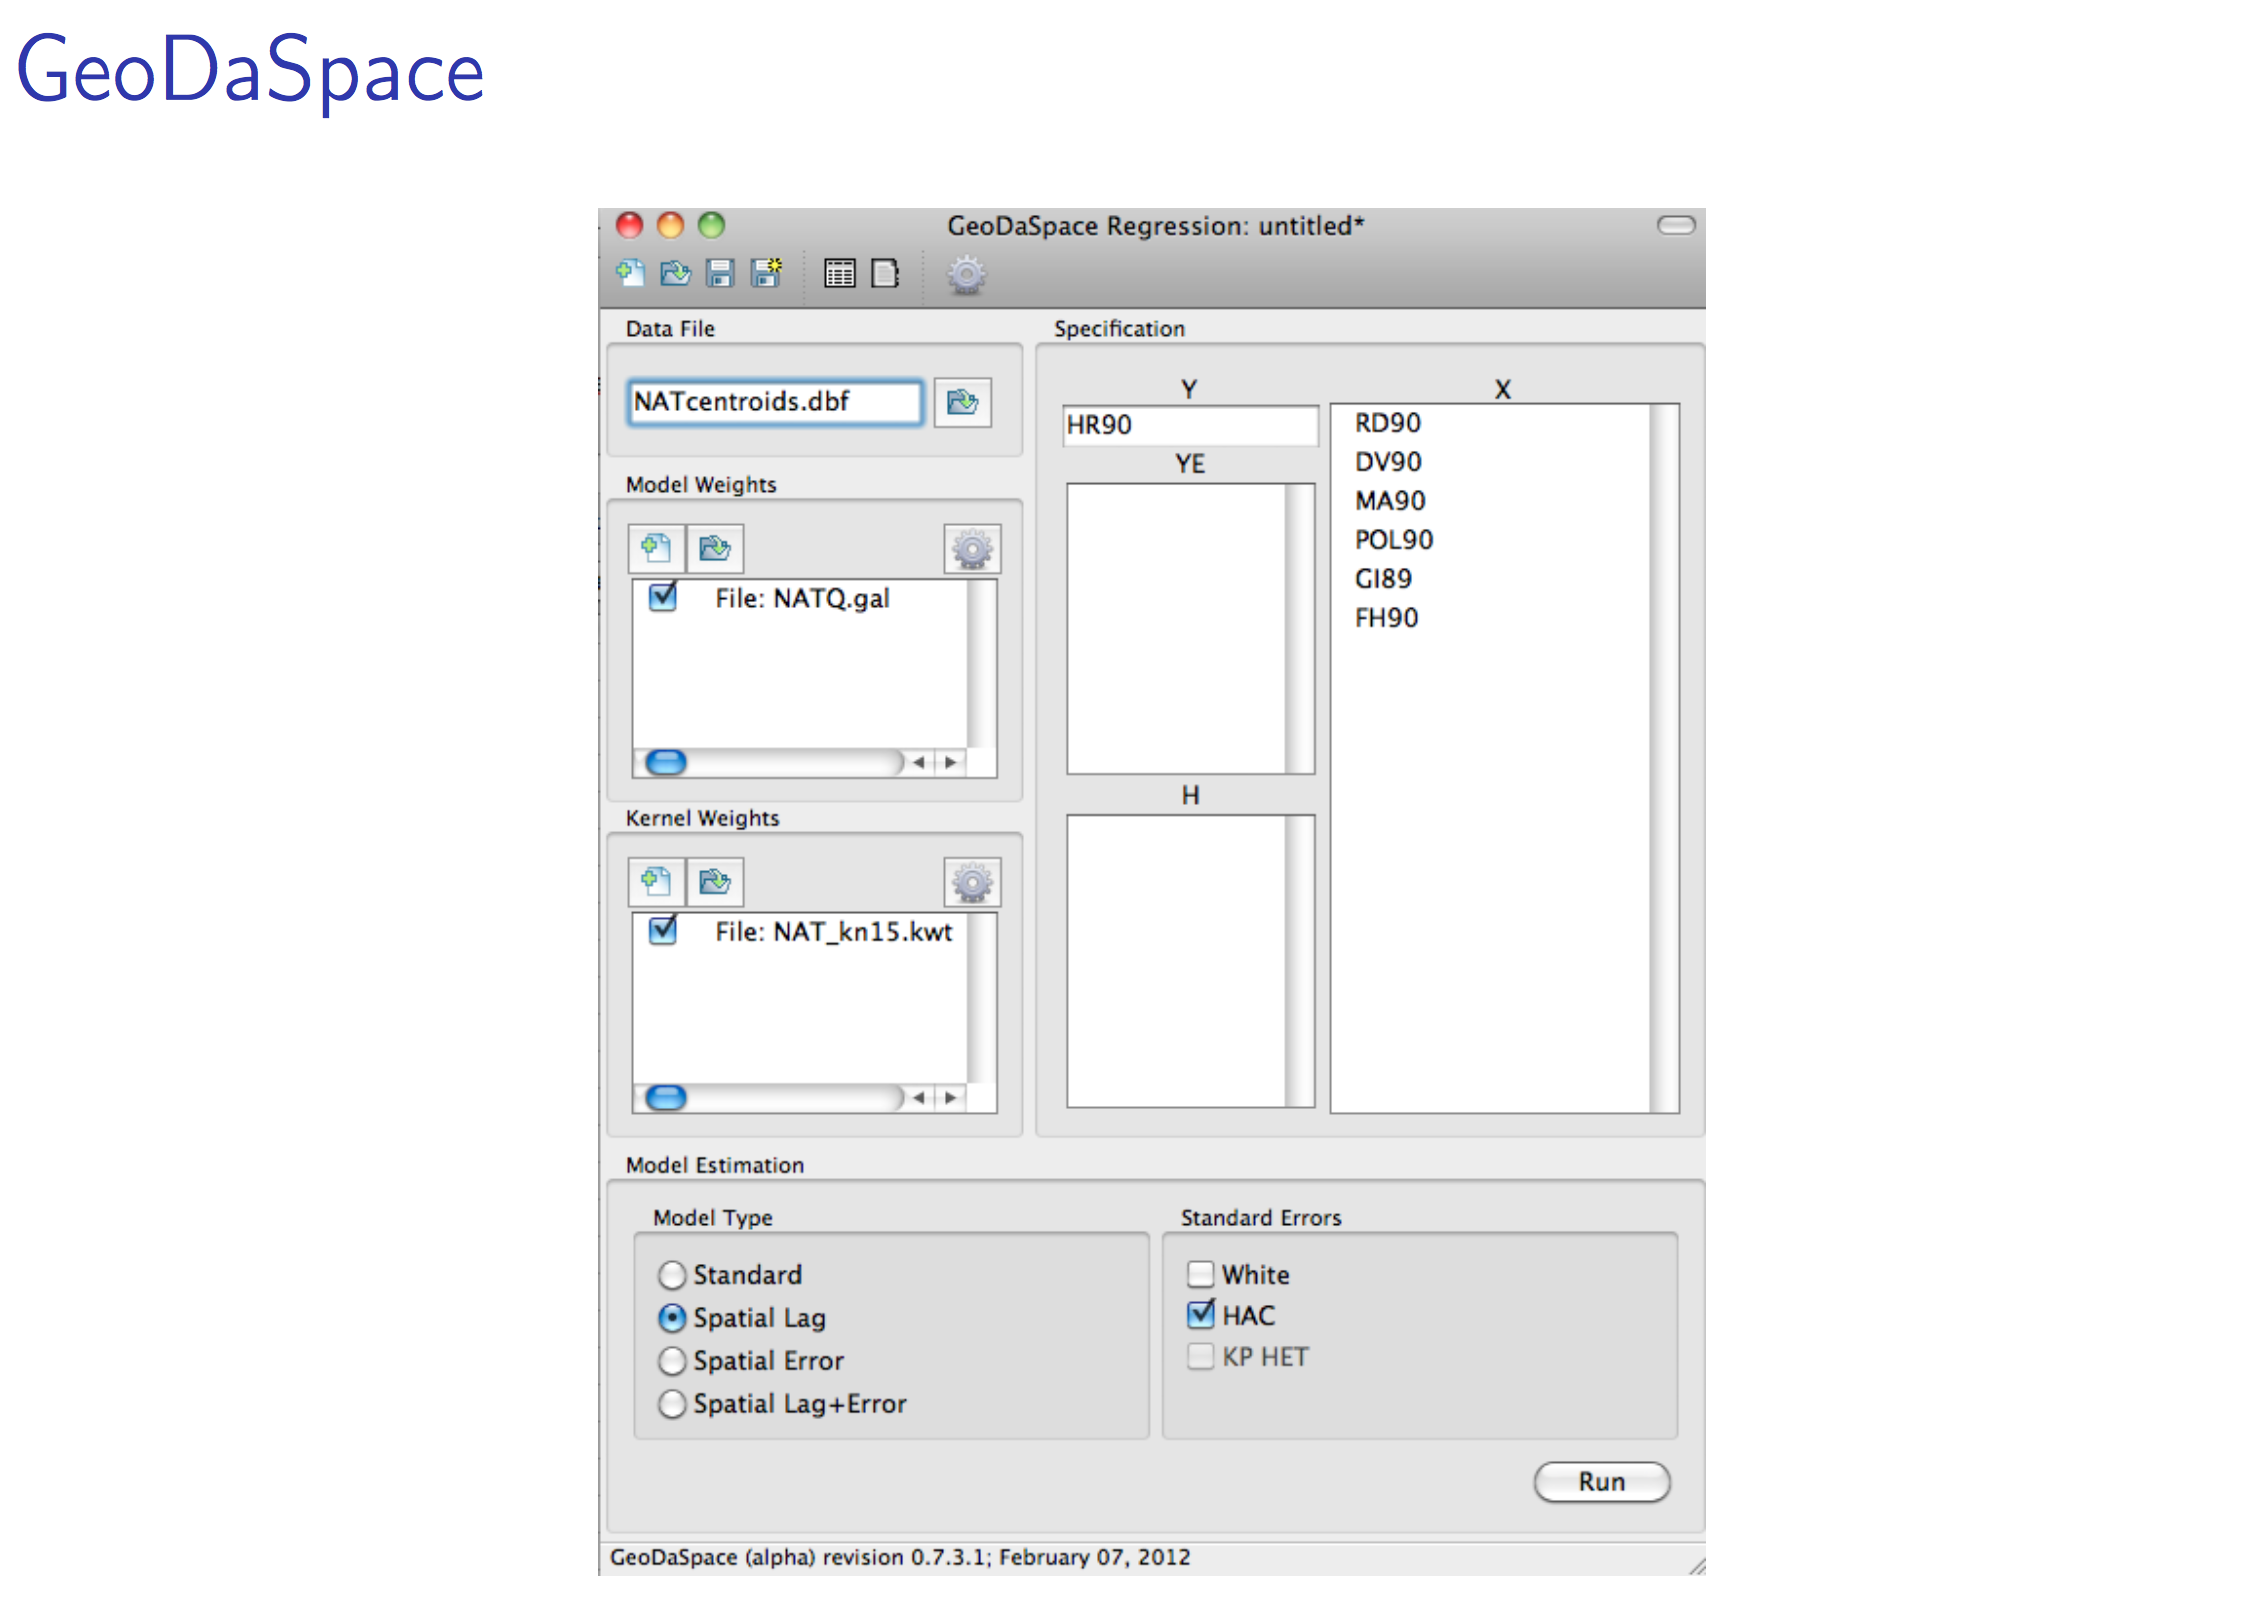 GeoDaSpace
GeoDaSpace Regression: untitled*
Data File
NATcentroids.dbf
Model Weights
File: NATQ.gal
Kernel Weights
File: NAT_kn15.kwt
Specification
Y
HR90
YE
H
X
RD90
DV90
MA90
POL90
GI89
FH90
Model Estimation
Model Type
Standard
Spatial Lag
Spatial Error
Spatial Lag+Error
Standard Errors
White
HAC
KP HET
Run
GeoDaSpace (alpha) revision 0.7.3.1; February 07, 2012